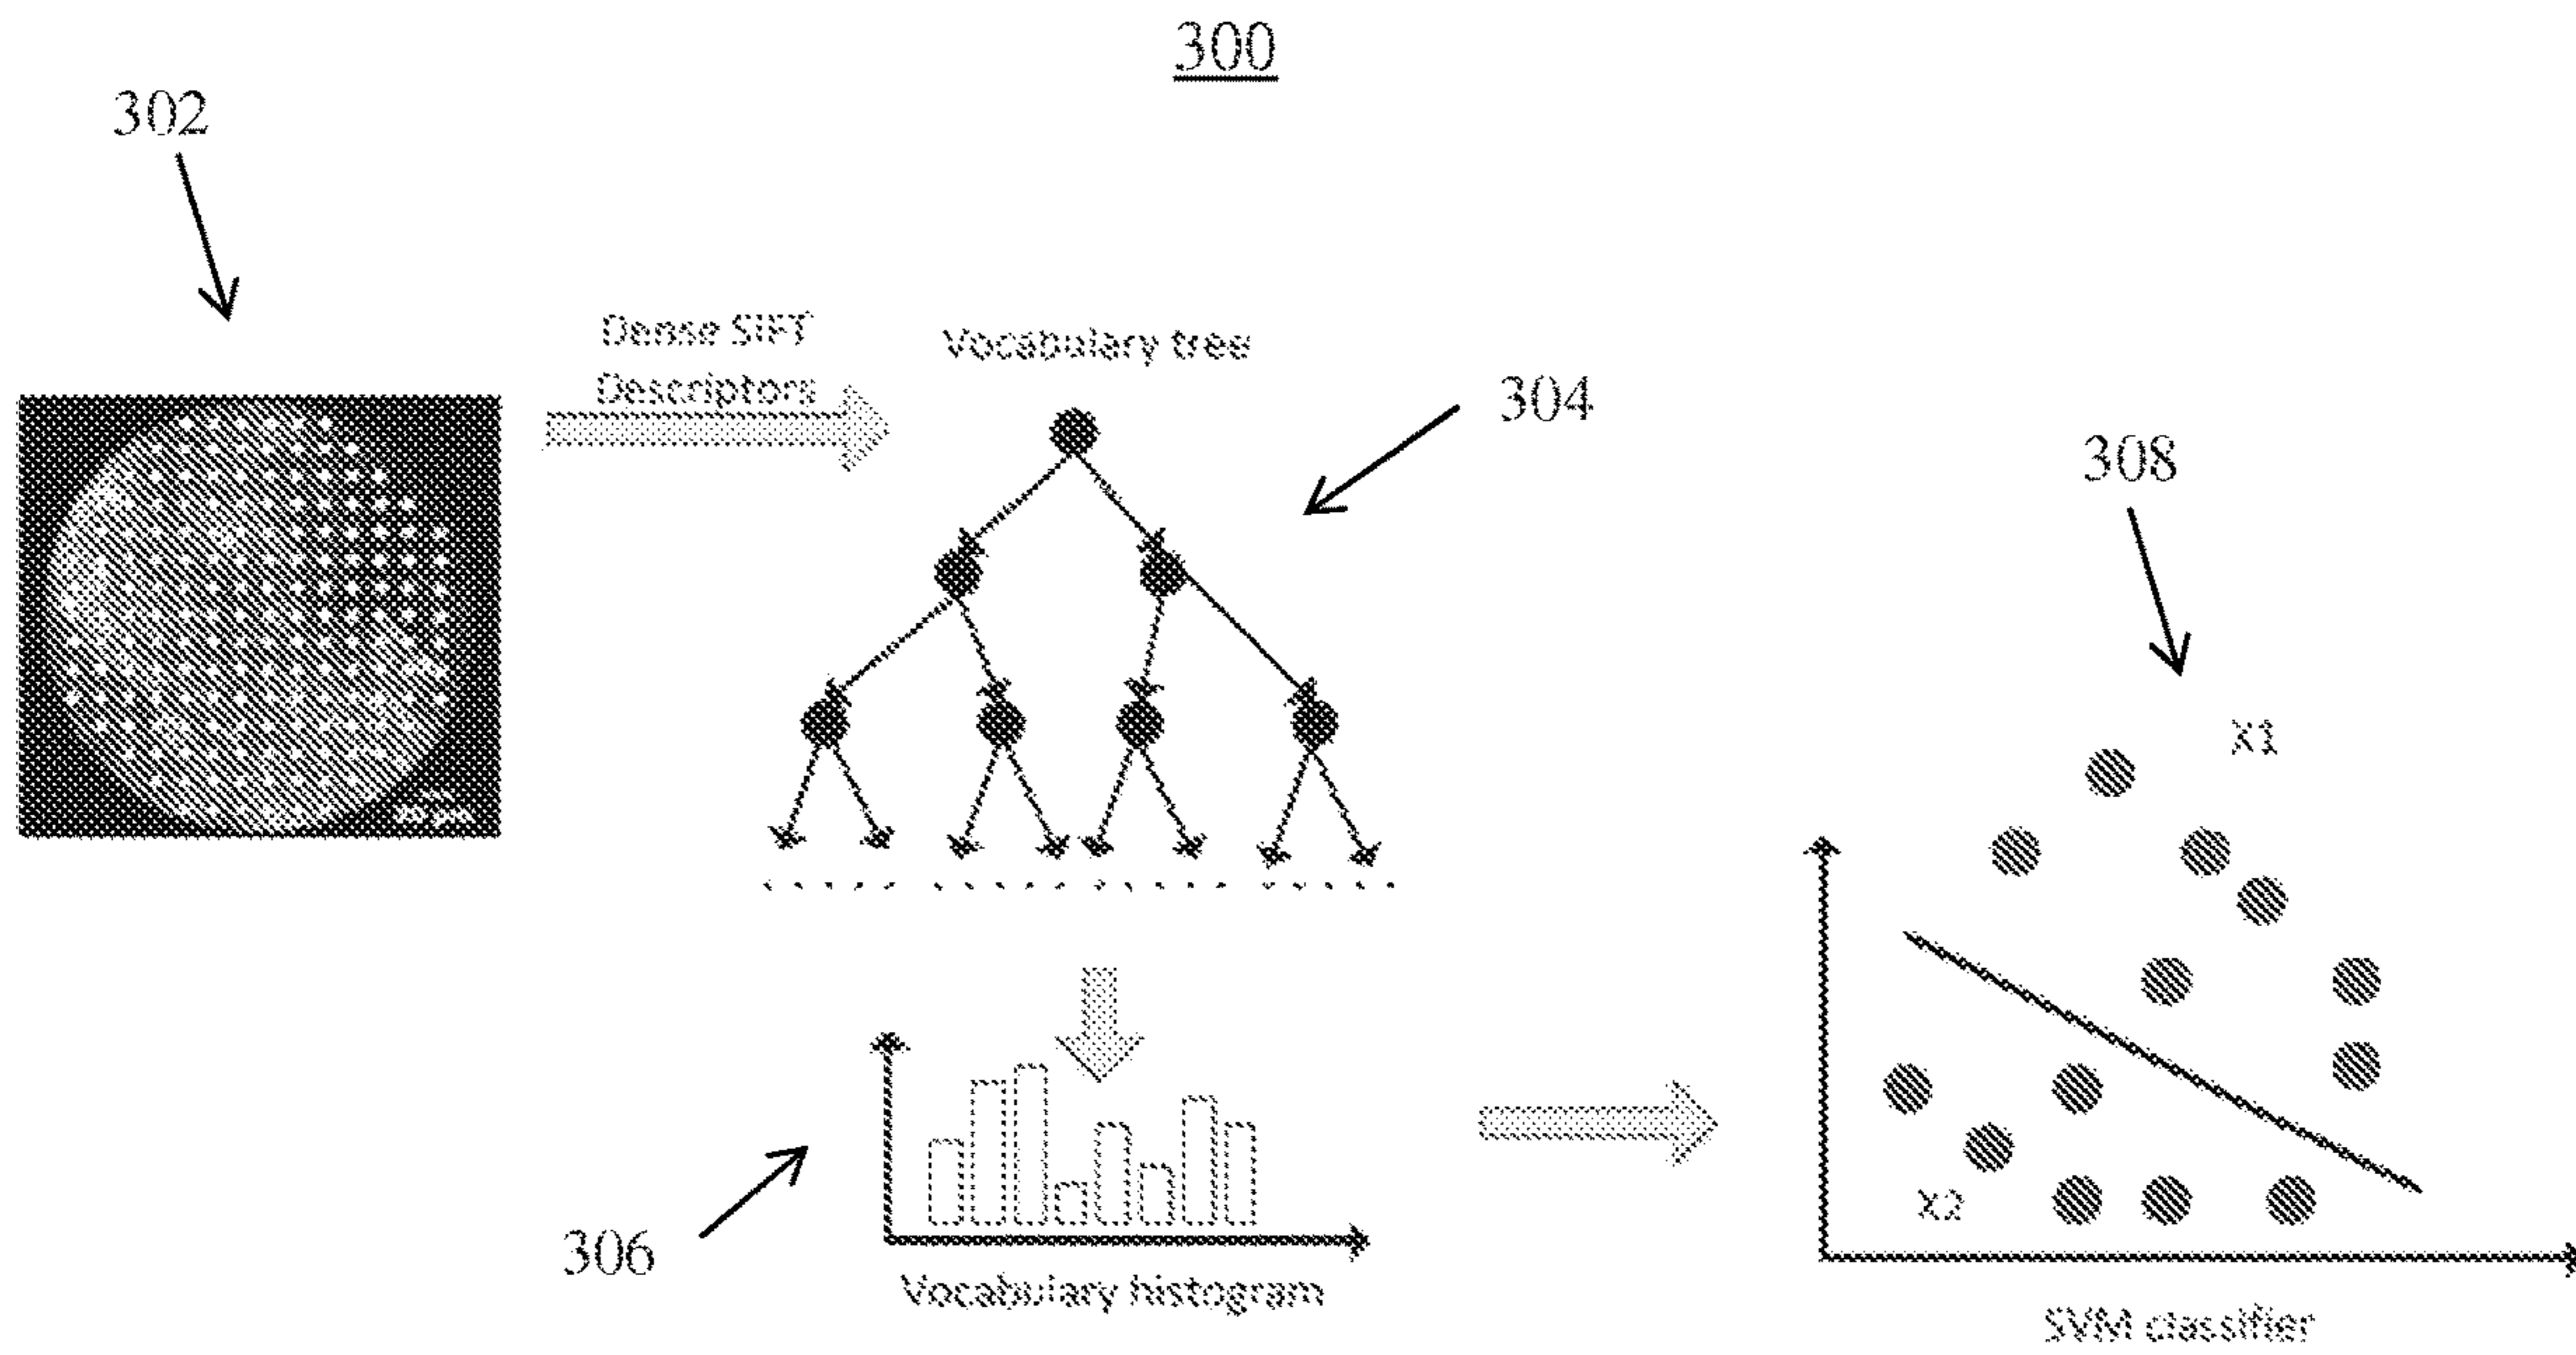 300
302
Dense SIFT
Descriptors
Vocabulary tree
304
308
X1
X2
306
Vocabulary histogram
SVM classifier